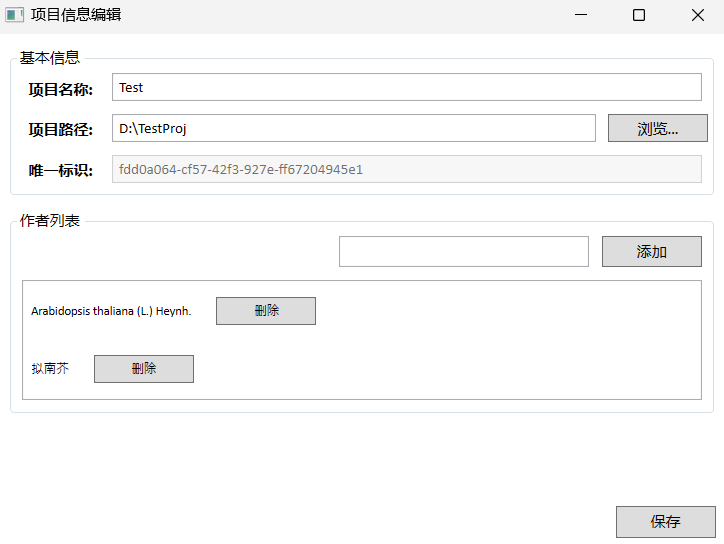 项目信息编辑
基本信息
项目名称: Test
项目路径: D:\TestProj 浏览...
唯一标识: fdd0a064-cf57-42f3-927e-ff67204945e1
作者列表
添加
Arabidopsis thaliana (L.) Heynh. 删除
拟南芥 删除
保存